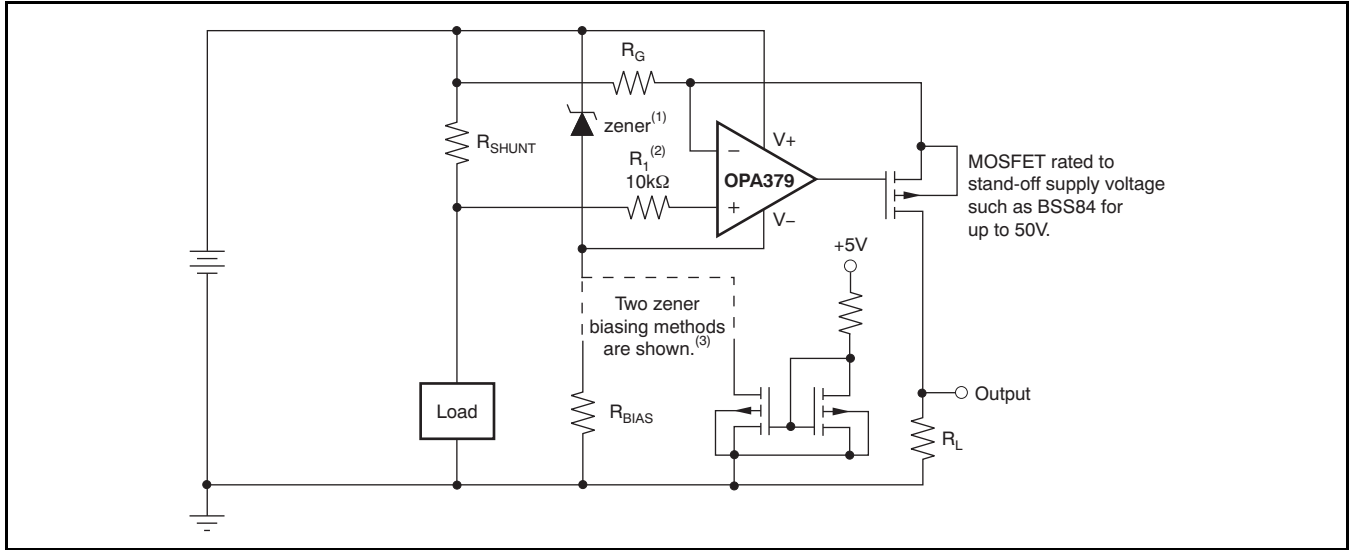 R_G
zener(1)
R_SHUNT
R_1(2)
10kΩ
−
+
OPA379
V+
V−
MOSFET rated to
stand-off supply voltage
such as BSS84 for
up to 50V.
+5V
Two zener
biasing methods
are shown.(3)
Load
R_BIAS
Output
R_L